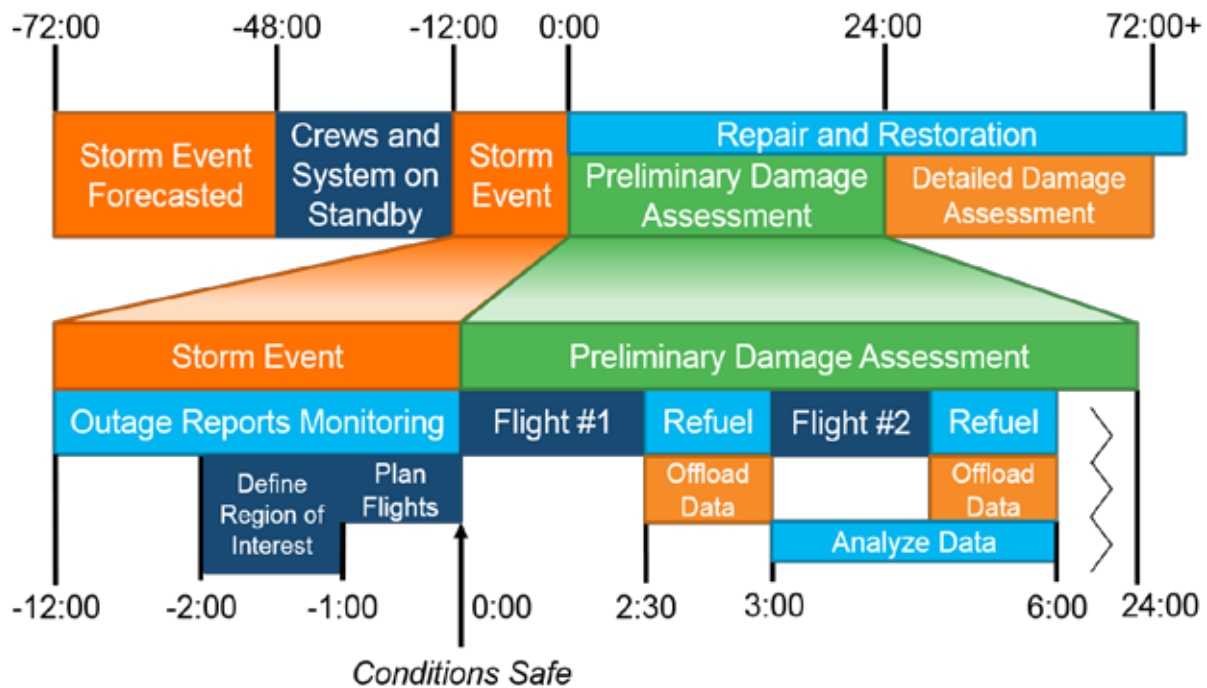 -72:00 -48:00 -12:00 0:00 24:00 72:00+
Storm Event
Forecasted
Crews and
System on
Standby
Storm
Event
Repair and Restoration
Preliminary Damage
Assessment
Detailed Damage
Assessment
Storm Event
Preliminary Damage Assessment
Outage Reports Monitoring
Flight #1
Refuel
Flight #2
Refuel
Define
Region of
Interest
Plan
Flights
Offload
Data
Offload
Data
Analyze Data
-12:00 -2:00 -1:00 0:00 2:30 3:00 6:00 24:00
Conditions Safe